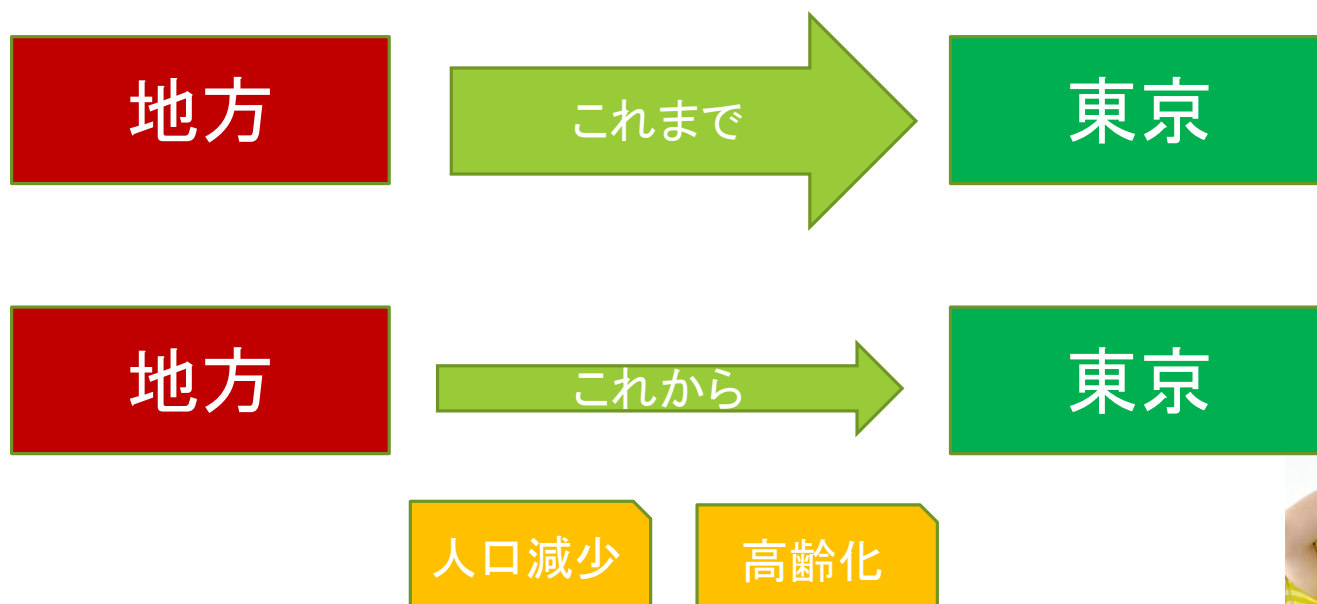 地方
これまで
東京
地方
これから
東京
人口減少
高齢化